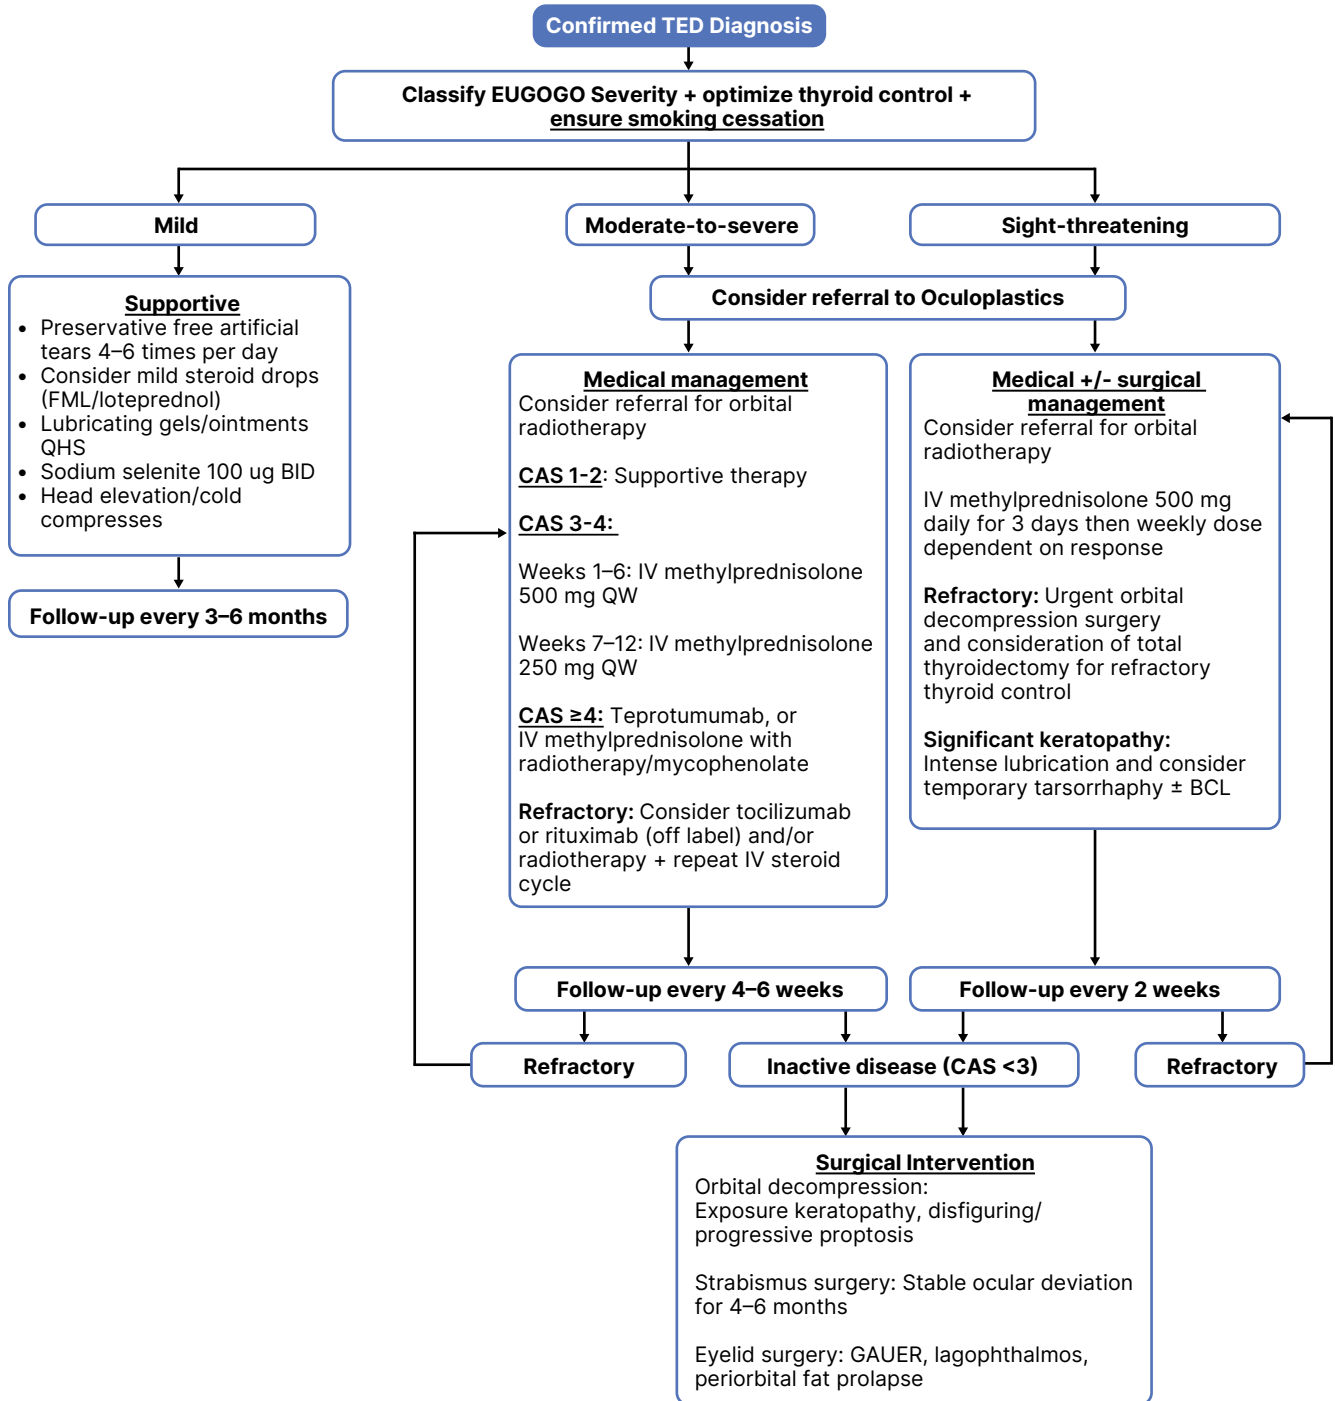 Confirmed TED Diagnosis
Classify EUGOGO Severity + optimize thyroid control +
ensure smoking cessation
Mild
Moderate-to-severe
Sight-threatening
Supportive
• Preservative free artificial
tears 4–6 times per day
• Consider mild steroid drops
(FML/loteprednol)
• Lubricating gels/ointments
QHS
• Sodium selenite 100 ug BID
• Head elevation/cold
compresses
Follow-up every 3–6 months
Consider referral to Oculoplastics
Medical management
Consider referral for orbital
radiotherapy
CAS 1-2: Supportive therapy
CAS 3-4:
Weeks 1–6: IV methylprednisolone
500 mg QW
Weeks 7–12: IV methylprednisolone
250 mg QW
CAS ≥4: Teprotumumab, or
IV methylprednisolone with
radiotherapy/mycophenolate
Refractory: Consider tocilizumab
or rituximab (off label) and/or
radiotherapy + repeat IV steroid
cycle
Medical +/- surgical
management
Consider referral for orbital
radiotherapy
IV methylprednisolone 500 mg
daily for 3 days then weekly dose
dependent on response
Refractory: Urgent orbital
decompression surgery
and consideration of total
thyroidectomy for refractory
thyroid control
Significant keratopathy:
Intense lubrication and consider
temporary tarsorrhaphy ± BCL
Follow-up every 4–6 weeks
Follow-up every 2 weeks
Refractory
Inactive disease (CAS <3)
Refractory
Surgical Intervention
Orbital decompression:
Exposure keratopathy, disfiguring/
progressive proptosis
Strabismus surgery: Stable ocular deviation
for 4–6 months
Eyelid surgery: GAUER, lagophthalmos,
periorbital fat prolapse